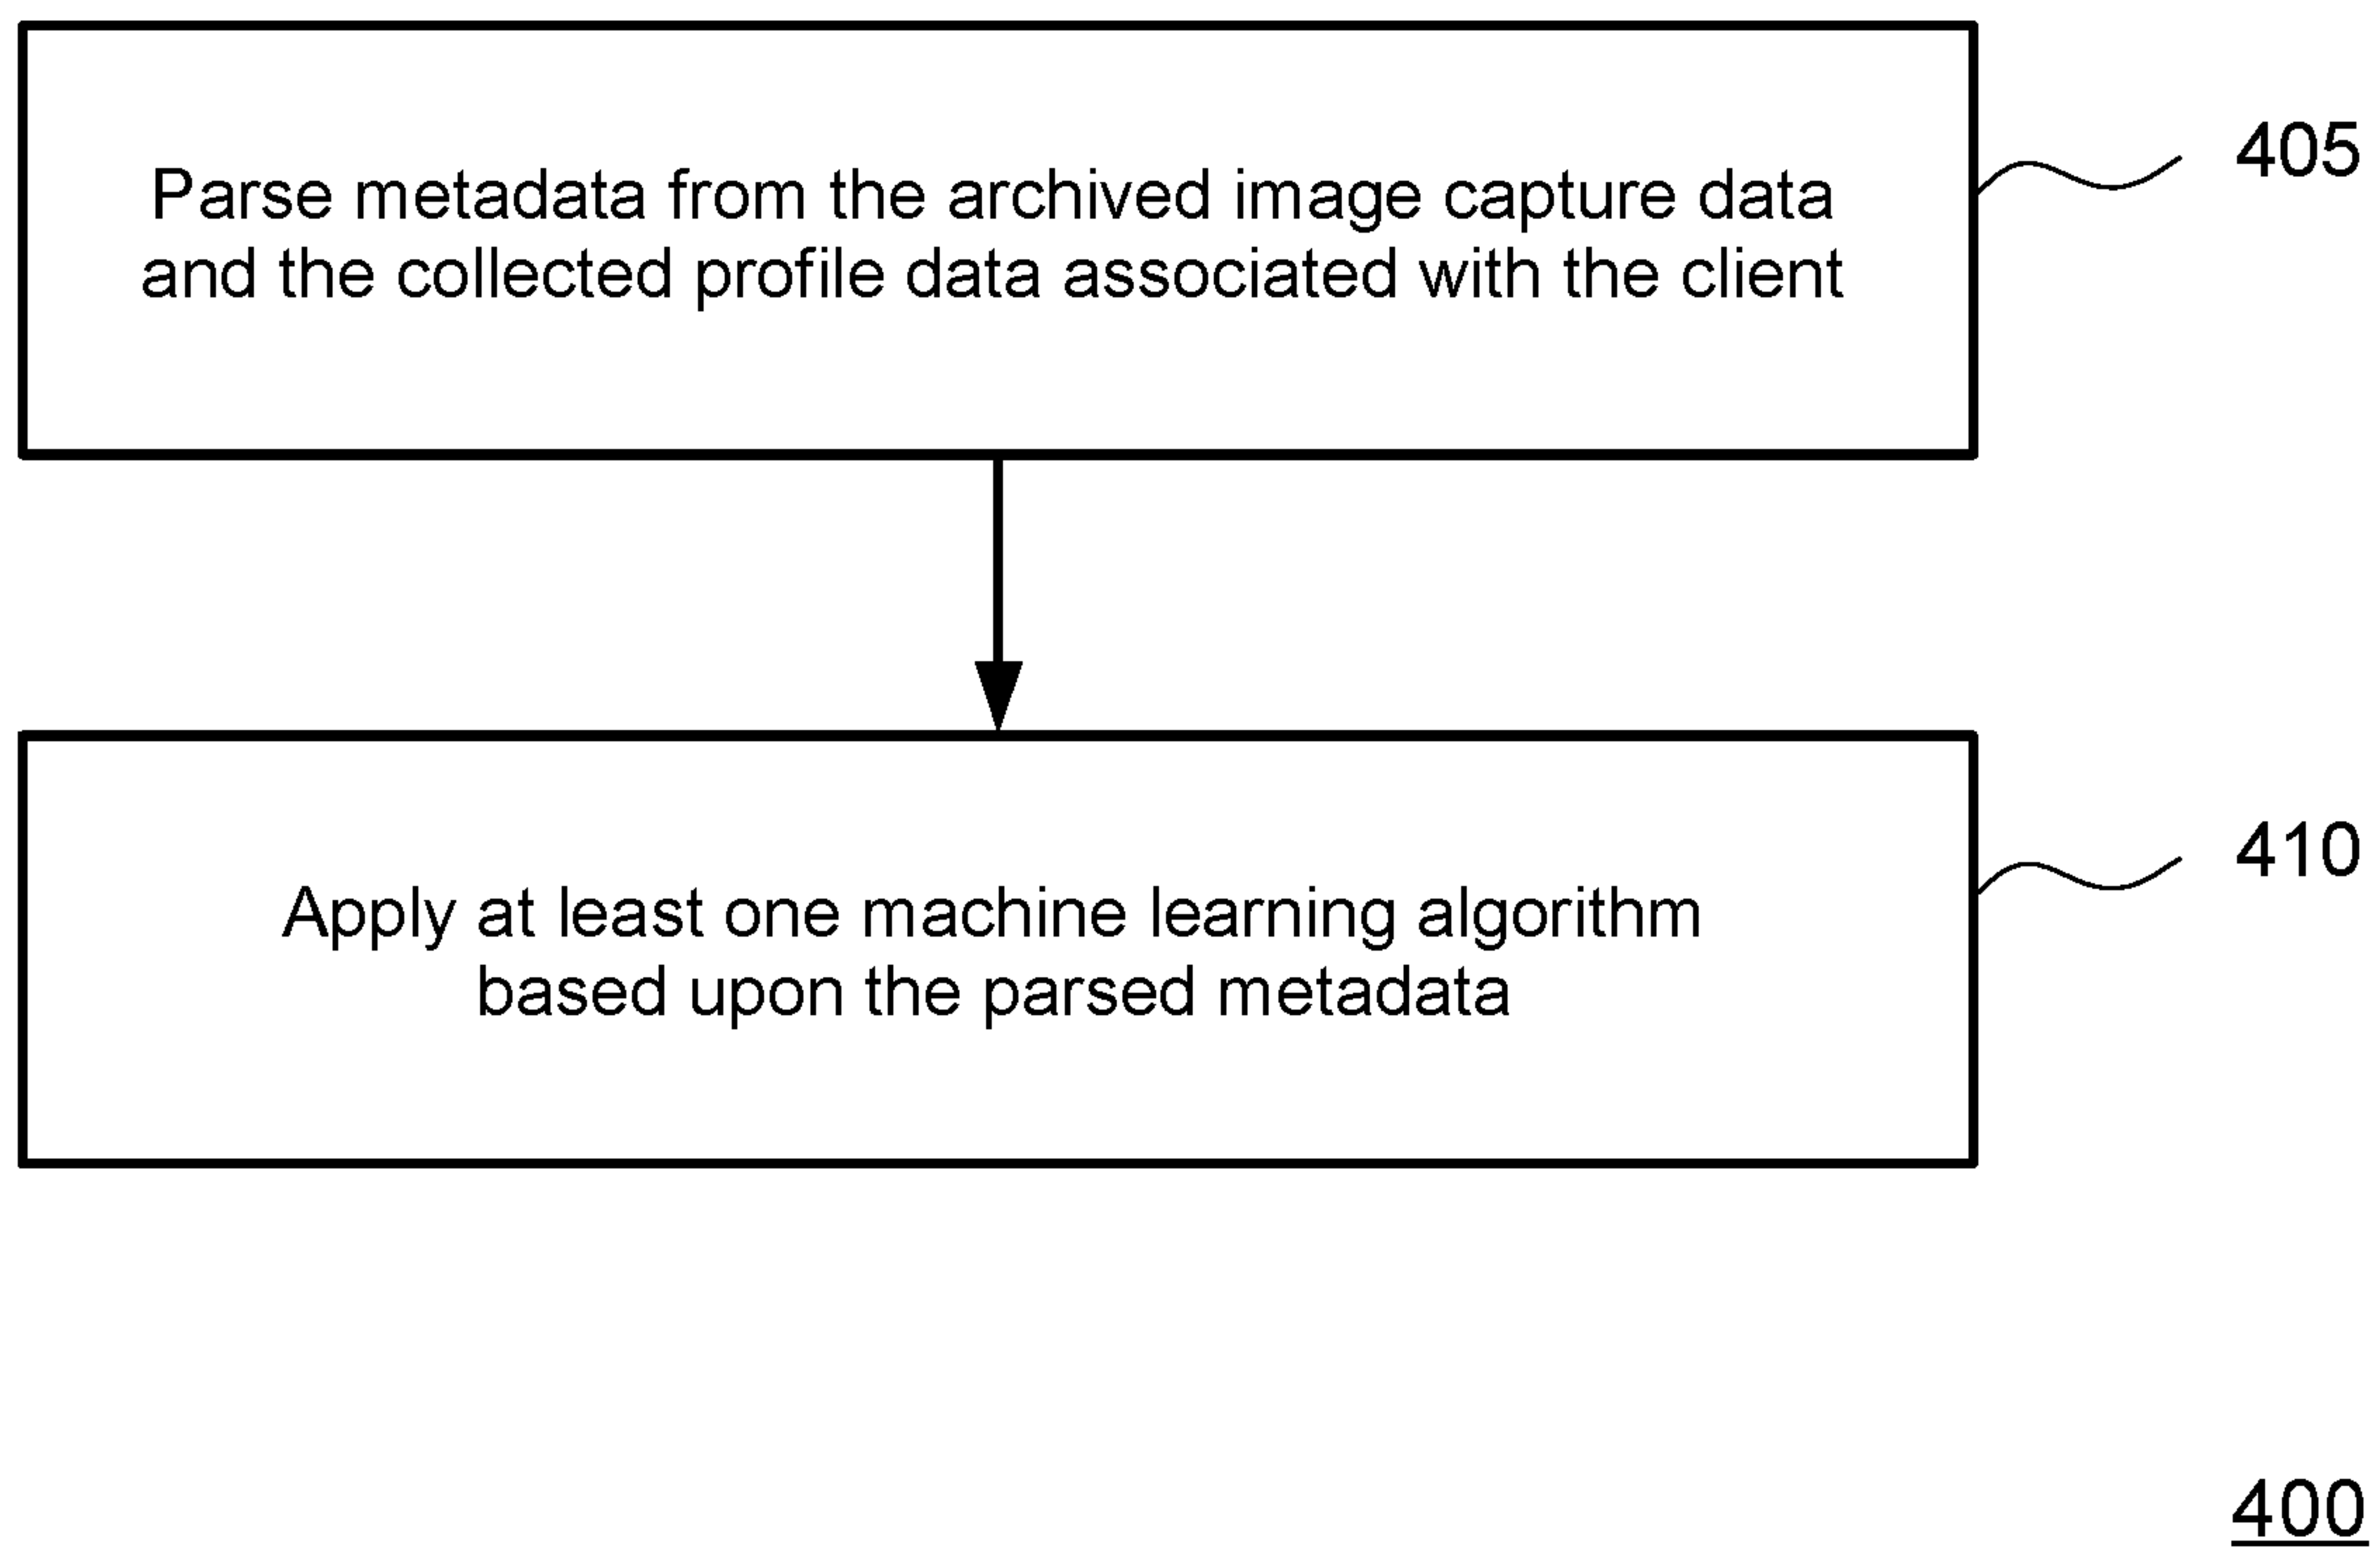 Parse metadata from the archived image capture data
and the collected profile data associated with the client
405
Apply at least one machine learning algorithm
based upon the parsed metadata
410
400